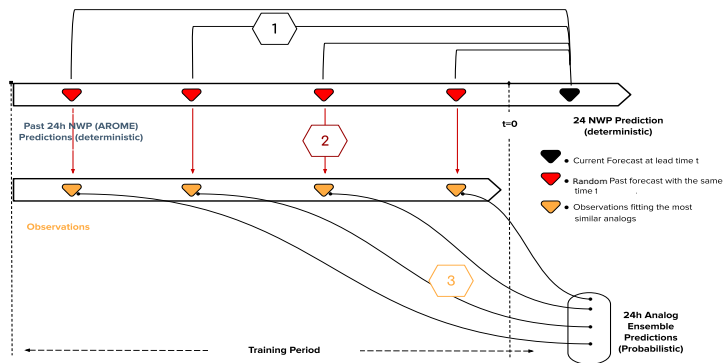 1
t=0
24 NWP Prediction
(deterministic)
Past 24h NWP (AROME)
Predictions (deterministic)
2
• Current Forecast at lead time t
• Random Past forecast with the same
time t
• Observations fitting the most
similar analogs
Observations
3
24h Analog
Ensemble
Predictions
(Probabilistic)
Training Period